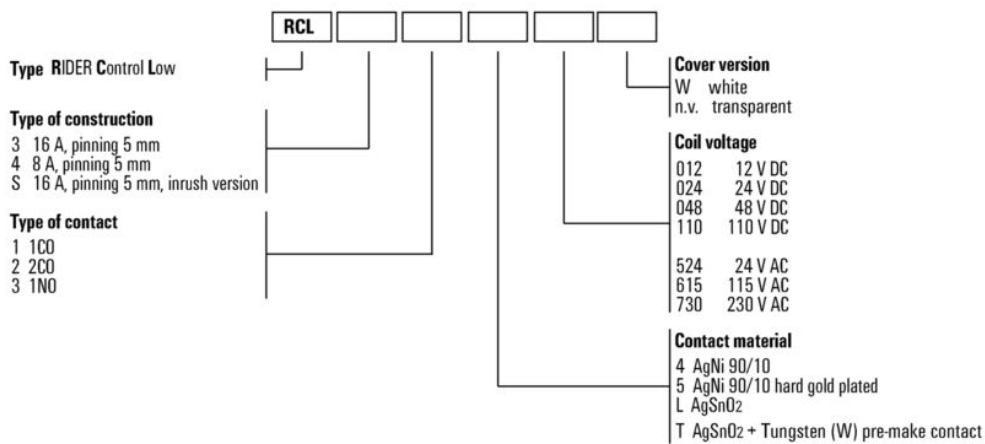 RCL
Type RIDER Control Low
Type of construction
3 16 A, pinning 5 mm
4 8 A, pinning 5 mm
S 16 A, pinning 5 mm, inrush version
Type of contact
1 1CO
2 2CO
3 1NO
Cover version
W white
n.v. transparent
Coil voltage
012 12 V DC
024 24 V DC
048 48 V DC
110 110 V DC
524 24 V AC
615 115 V AC
730 230 V AC
Contact material
4 AgNi 90/10
5 AgNi 90/10 hard gold plated
L AgSnO2
T AgSnO2 + Tungsten (W) pre-make contact